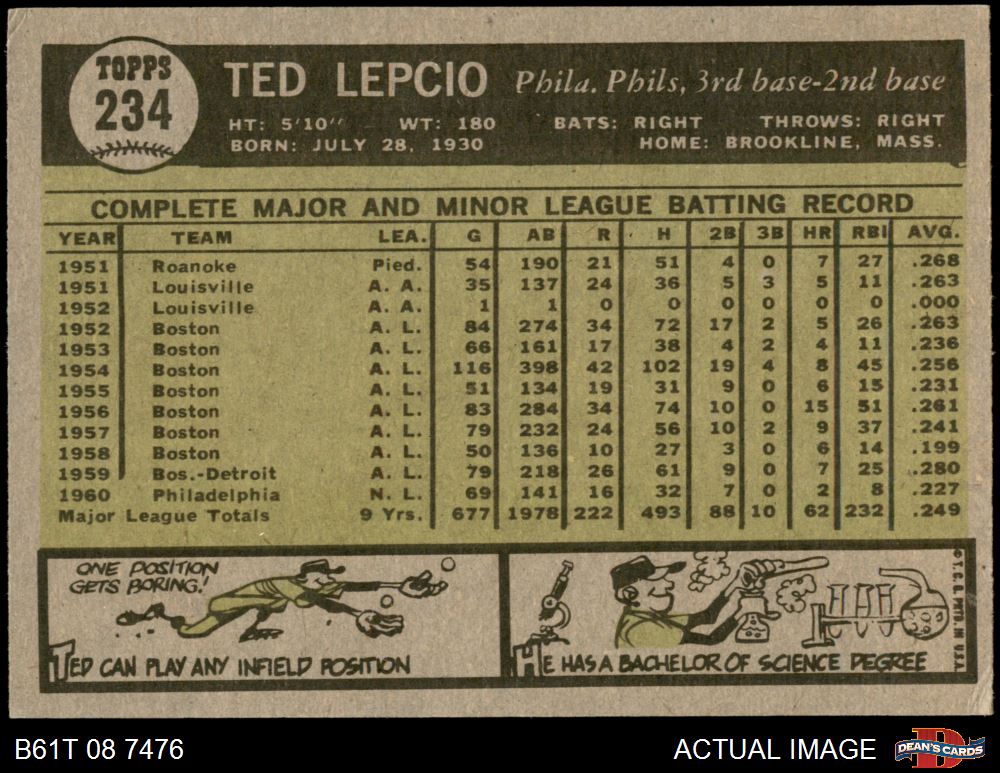 TOPPS
234
TED LEPCIO Phila. Phils, 3rd base-2nd base
HT: 5'10" WT: 180 BATS: RIGHT THROWS: RIGHT
BORN: JULY 28, 1930 HOME: BROOKLINE, MASS.
COMPLETE MAJOR AND MINOR LEAGUE BATTING RECORD
YEAR TEAM LEA. G AB R H 2B 3B HR RBI AVG.
1951 Roanoke Pied. 54 190 21 51 4 0 7 27 .268
1951 Louisville A. A. 35 137 24 36 5 3 5 11 .263
1952 Louisville A. A. 1 1 0 0 0 0 0 0 .000
1952 Boston A. L. 84 274 34 72 17 2 5 26 .263
1953 Boston A. L. 66 161 17 38 4 2 4 11 .236
1954 Boston A. L. 116 398 42 102 19 4 8 45 .256
1955 Boston A. L. 51 134 19 31 9 0 6 15 .231
1956 Boston A. L. 83 284 34 74 10 0 15 51 .261
1957 Boston A. L. 79 232 24 56 10 2 9 37 .241
1958 Boston A. L. 50 136 10 27 3 0 6 14 .199
1959 Bos.-Detroit A. L. 79 218 26 61 9 0 7 25 .280
1960 Philadelphia N. L. 69 141 16 32 7 0 2 8 .227
Major League Totals 9 Yrs. 677 1978 222 493 88 10 62 232 .249
ONE POSITION
GETS BORING!
TED CAN PLAY ANY INFIELD POSITION
HE HAS A BACHELOR OF SCIENCE DEGREE
© T.C.G. PRTD. IN U.S.A.
B61T 08 7476 ACTUAL IMAGE
D
DEAN'S CARDS